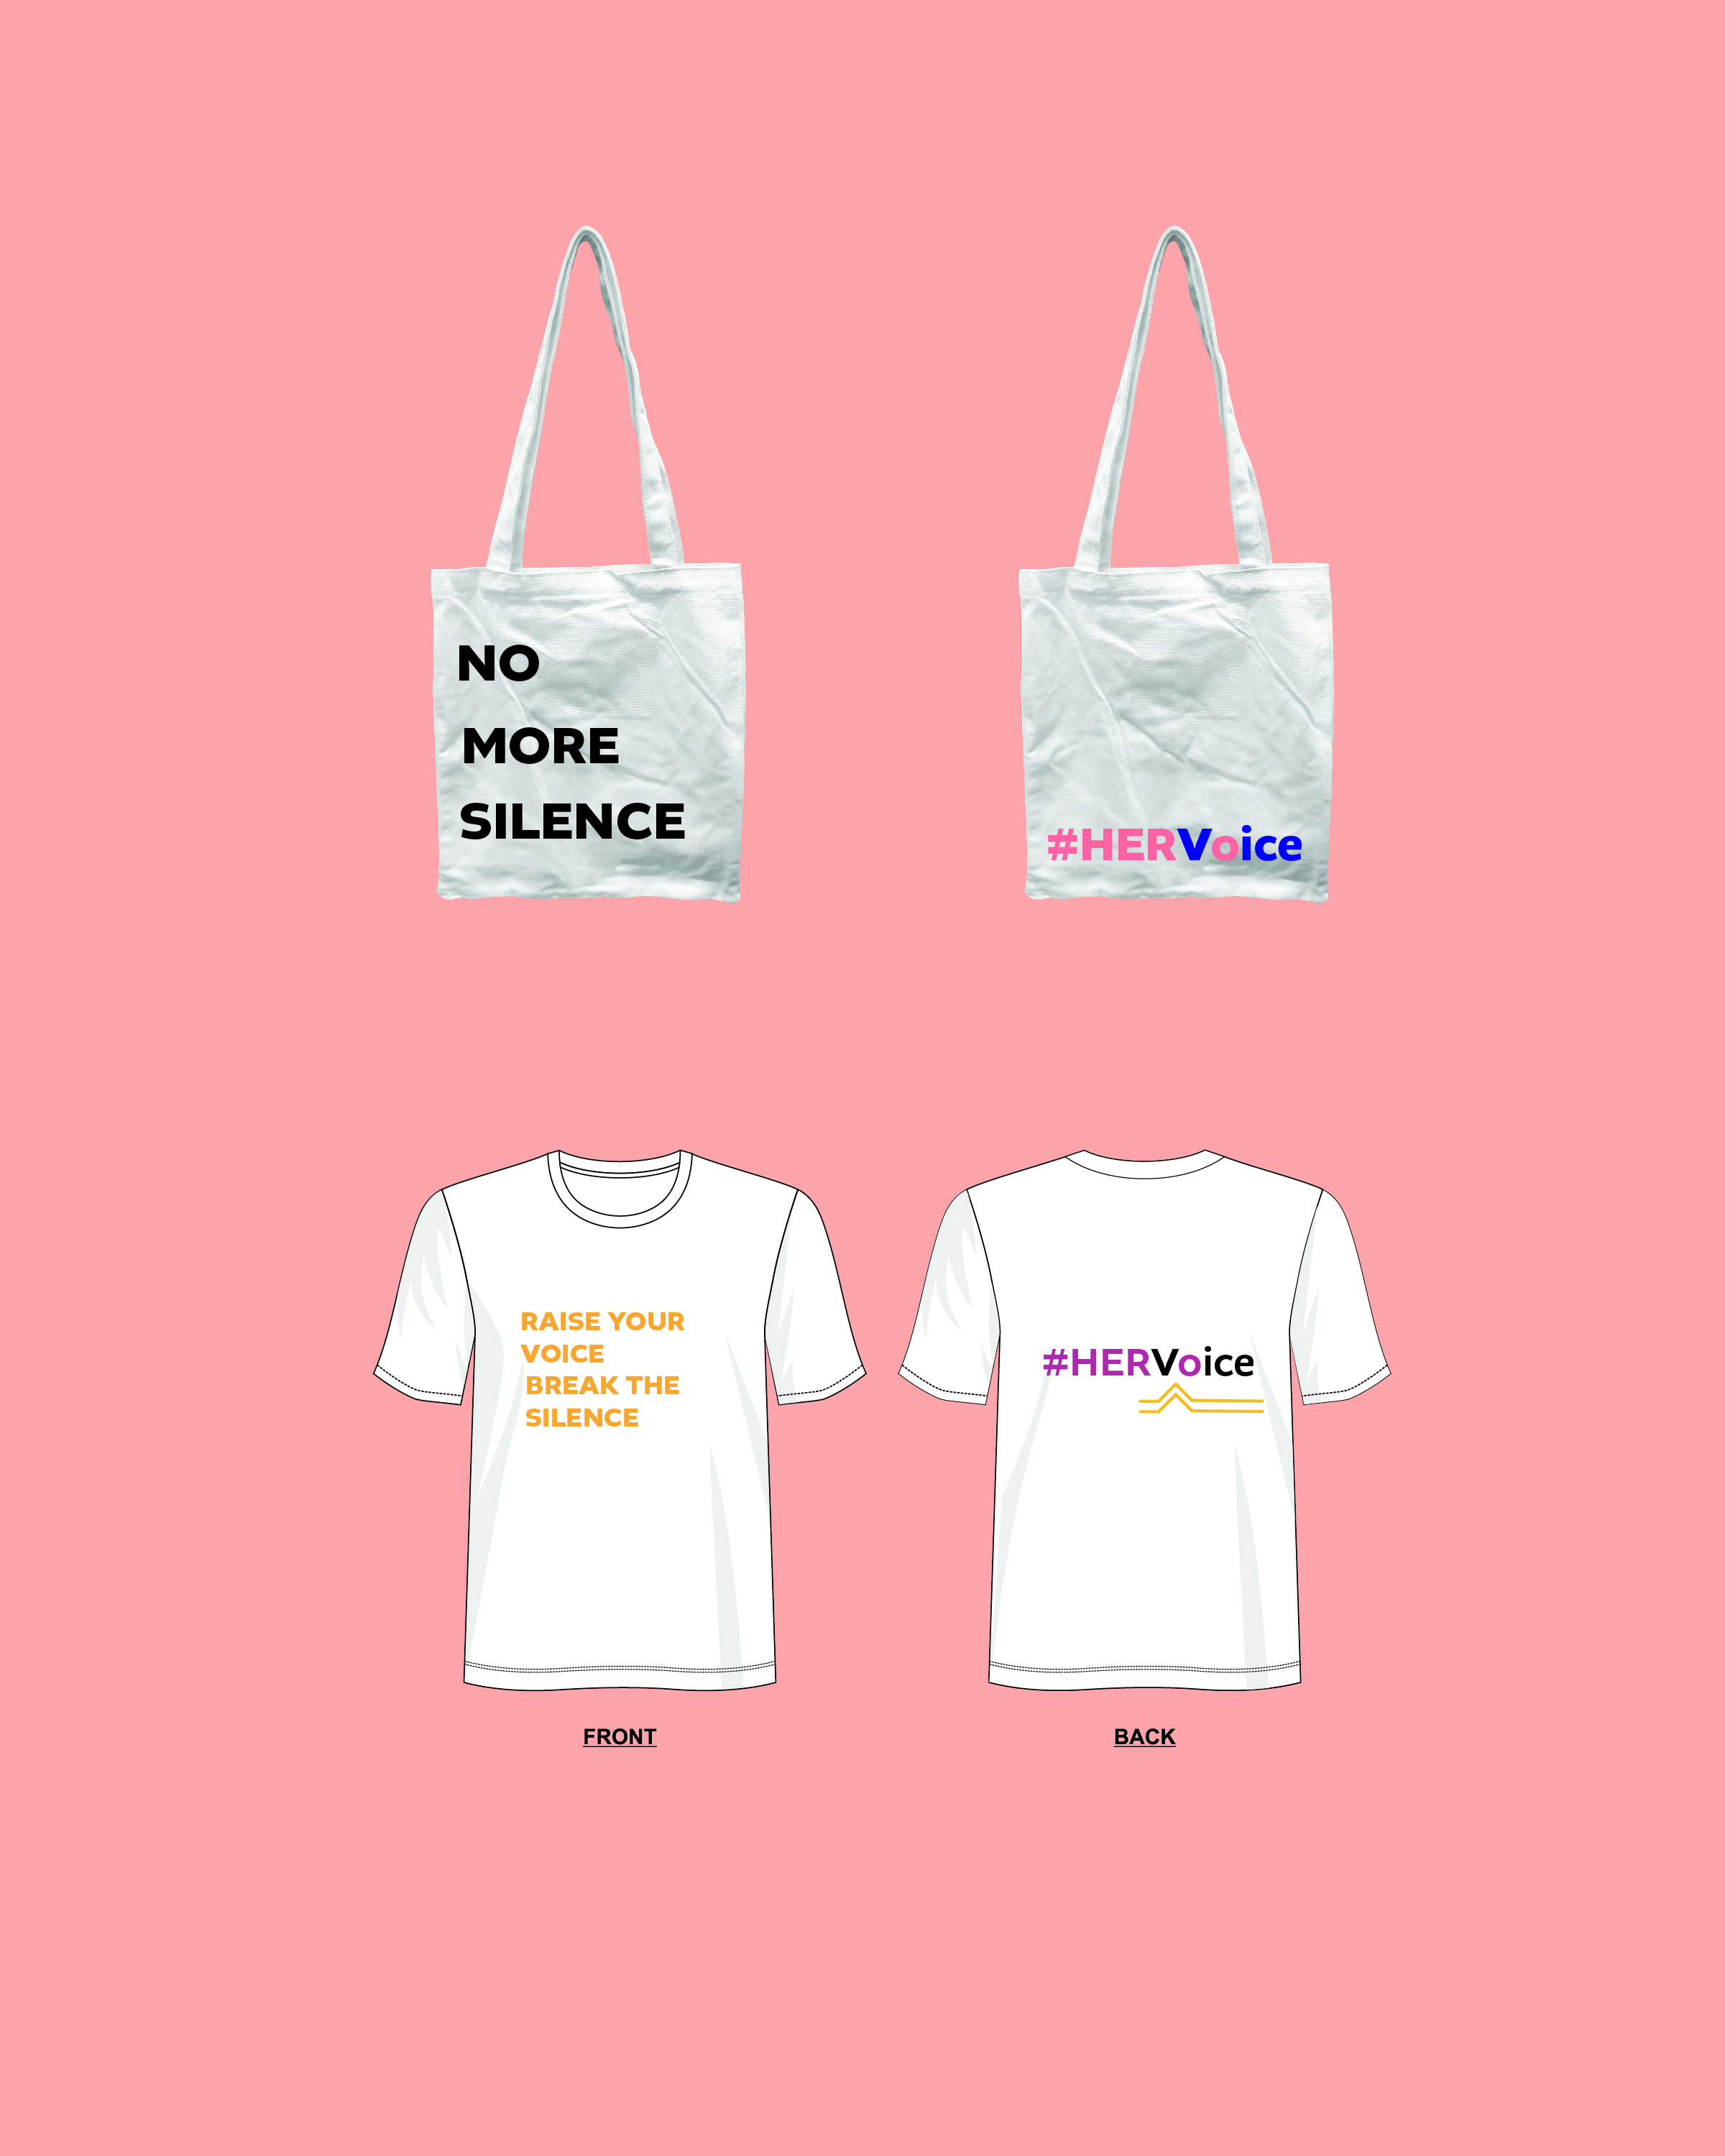 NO
MORE
SILENCE
#HERVoice
RAISE YOUR
VOICE
BREAK THE
SILENCE
#HERVoice
FRONT
BACK